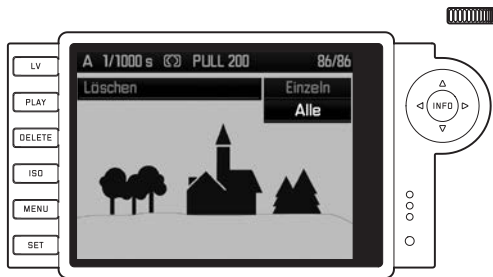 LV
PLAY
DELETE
ISO
MENU
SET
A 1/1000 s PULL 200 86/86
Löschen
Einzeln
Alle
INFO